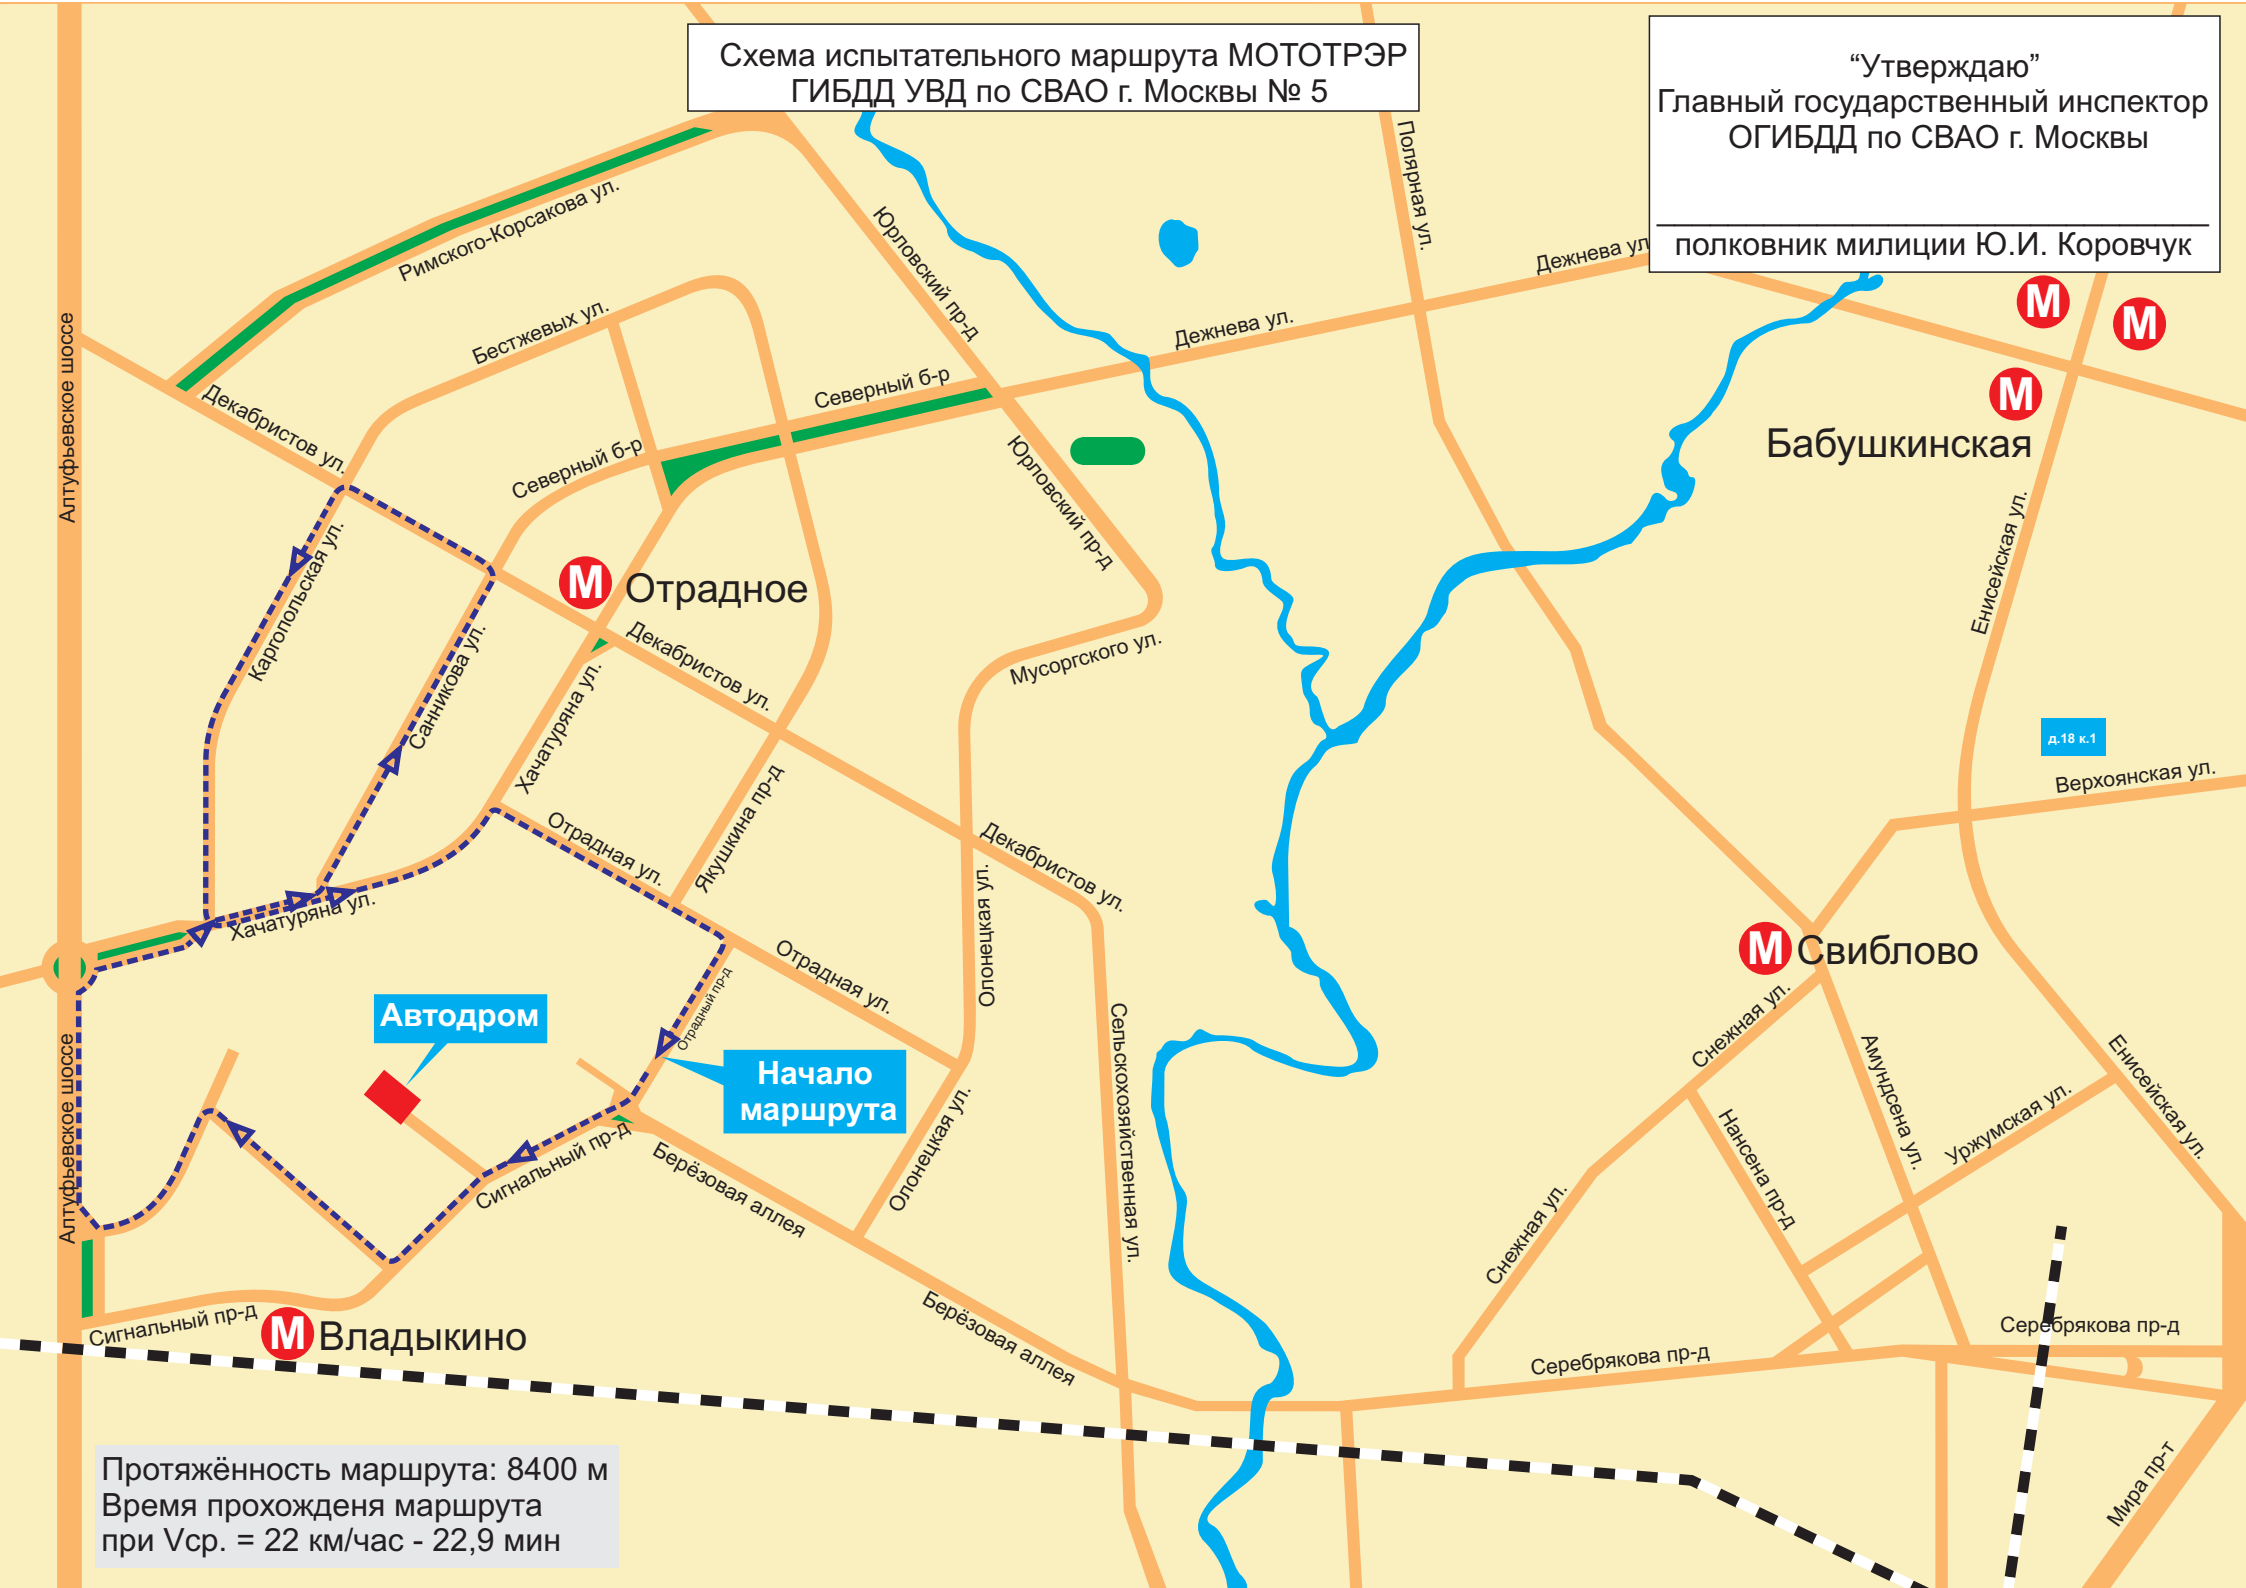 Схема испытательного маршрута МОТОТРЭР
ГИБДД УВД по СВАО г. Москвы № 5
“Утверждаю”
Главный государственный инспектор
ОГИБДД по СВАО г. Москвы
полковник милиции Ю.И. Коровчук
Полярная ул.
Римского-Корсакова ул.
Юрловский пр-д
Дежнева ул
Дежнева ул.
М
М
М
Бабушкинская
Алтуфьевское шоссе
Бестжевых ул.
Северный б-р
Декабристов ул.
Северный б-р
Юрловский пр-д
Енисейская ул.
Каргопольская ул.
М
Отрадное
Санникова ул.
Декабристов ул.
Мусоргского ул.
Хачатуряна ул.
д.18 к.1
Верхоянская ул.
Якушкина пр-д
Отрадная ул.
Декабристов ул.
Хачатуряна ул.
Олонецкая ул.
Отрадная ул.
М
Свиблово
Отрадный пр-д
Автодром
Начало
маршрута
Снежная ул.
Амундсена ул.
Енисейская ул.
Алтуфьевское шоссе
Сельскохозяйственная ул.
Сигнальный пр-д
Берёзовая аллея
Олонецкая ул.
Нансена пр-д
Уржумская ул.
Снежная ул.
Сигнальный пр-д
М
Владыкино
Берёзовая аллея
Серебрякова пр-д
Серебрякова пр-д
Мира пр-т
Протяжённость маршрута: 8400 м
Время прохожденя маршрута
при Vср. = 22 км/час - 22,9 мин